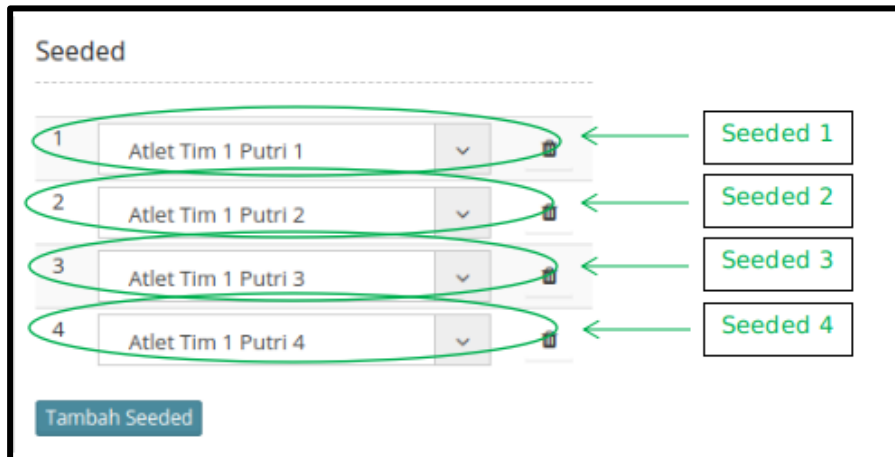 Seeded
1 Atlet Tim 1 Putri 1 Seeded 1
2 Atlet Tim 1 Putri 2 Seeded 2
3 Atlet Tim 1 Putri 3 Seeded 3
4 Atlet Tim 1 Putri 4 Seeded 4
Tambah Seeded